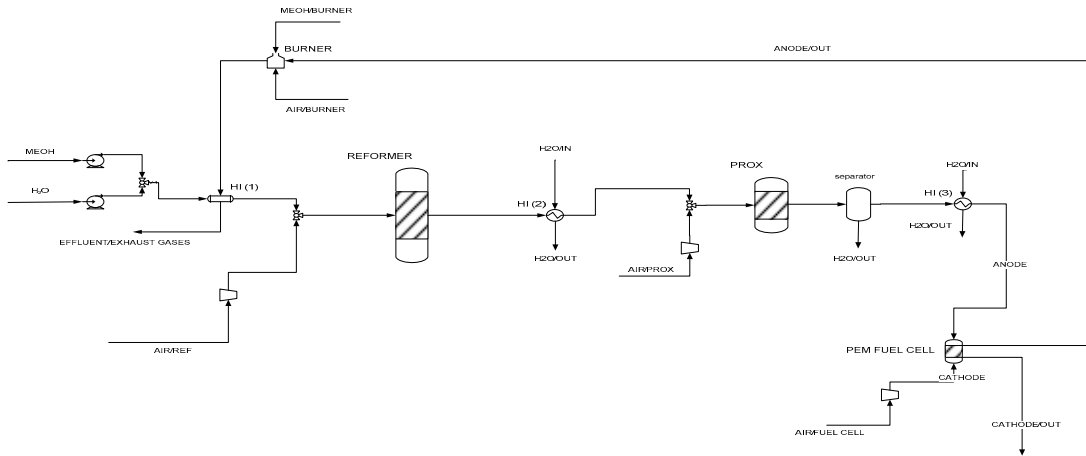 MEOH/BURNER
BURNER
ANODE/OUT
AIR/BURNER
MEOH
REFORMER
H2O/IN
PROX
separator
H2O/IN
H₂O
HI (1)
HI (2)
HI (3)
EFFLUENT/EXHAUST GASES
H2O/OUT
H2O/OUT
H2O/OUT
AIR/PROX
ANODE
AIR/REF
PEM FUEL CELL
CATHODE
AIR/FUEL CELL
CATHODE/OUT